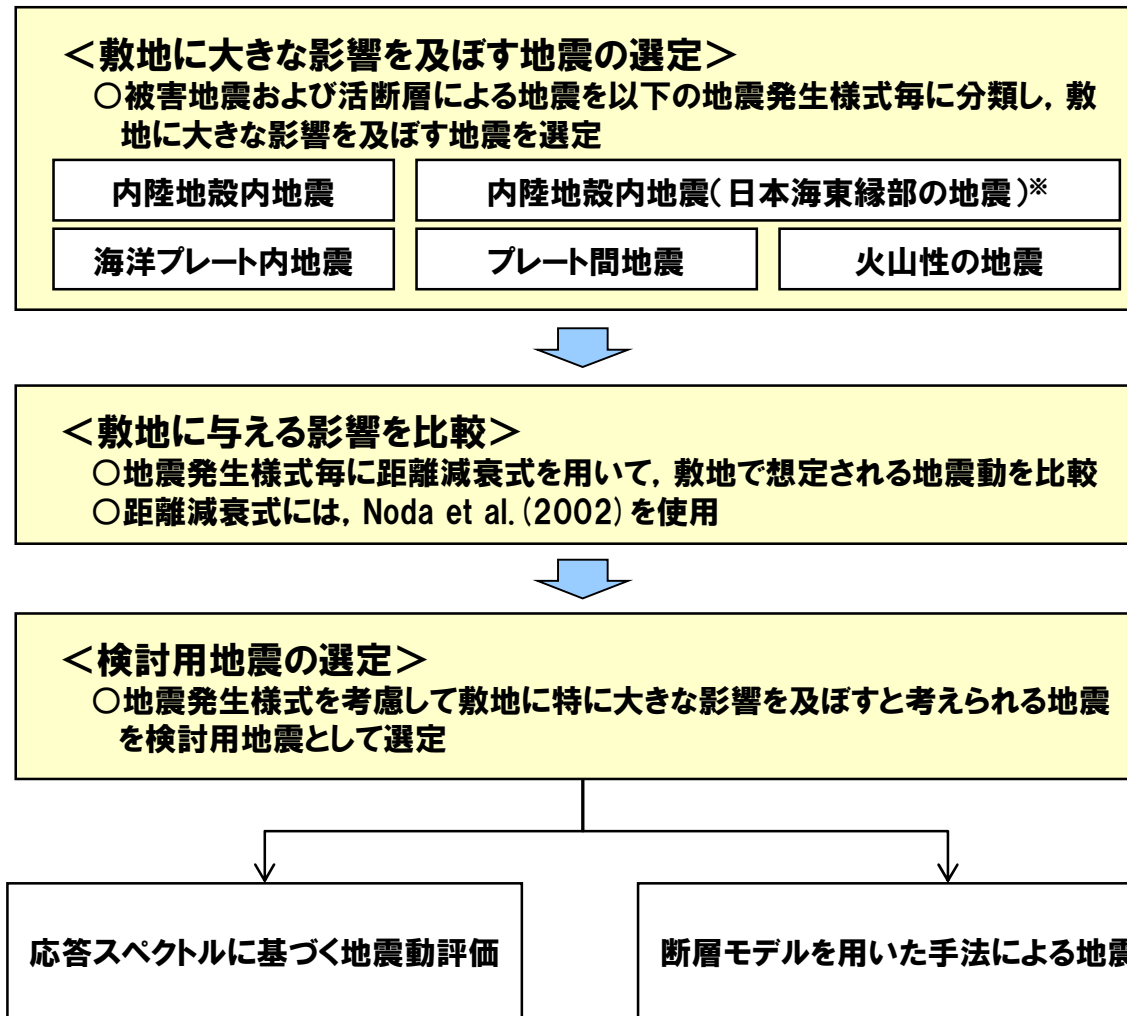 ＜敷地に大きな影響を及ぼす地震の選定＞
○被害地震および活断層による地震を以下の地震発生様式毎に分類し，敷
地に大きな影響を及ぼす地震を選定
内陸地殻内地震
内陸地殻内地震（日本海東縁部の地震）※
海洋プレート内地震
プレート間地震
火山性の地震
＜敷地に与える影響を比較＞
○地震発生様式毎に距離減衰式を用いて，敷地で想定される地震動を比較
○距離減衰式には，Noda et al.（2002）を使用
＜検討用地震の選定＞
○地震発生様式を考慮して敷地に特に大きな影響を及ぼすと考えられる地震
を検討用地震として選定
応答スペクトルに基づく地震動評価
断層モデルを用いた手法による地震